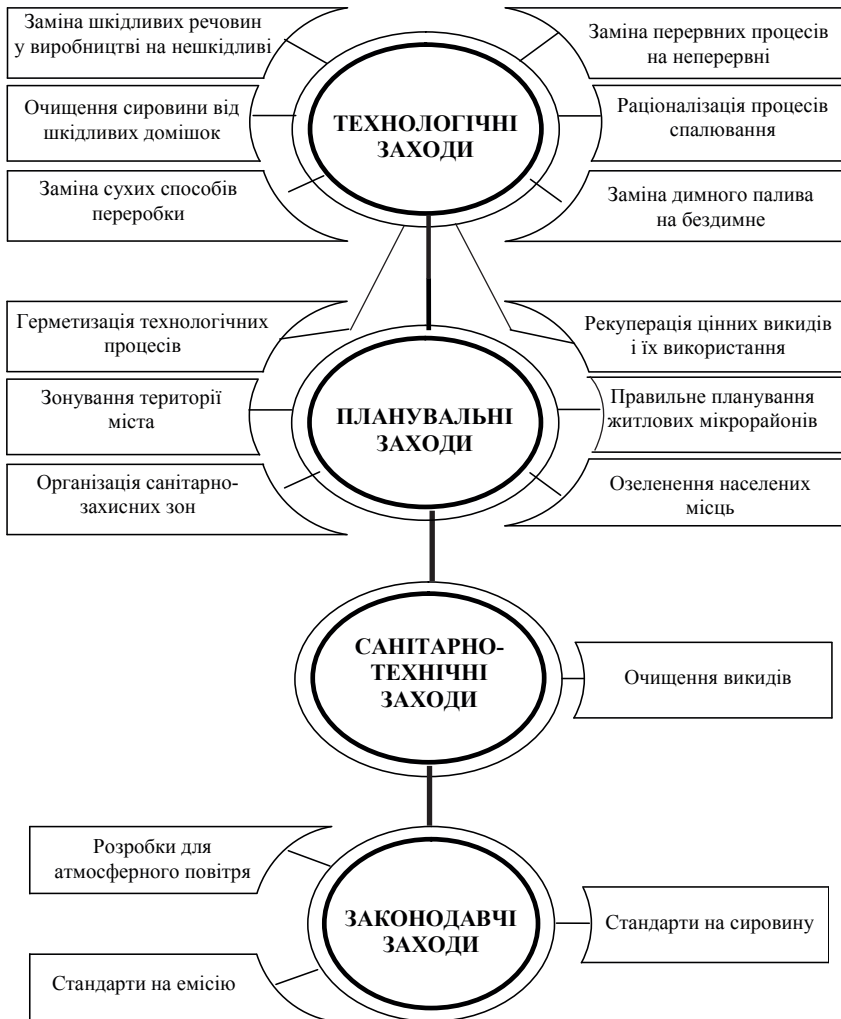 Заміна шкідливих речовин
у виробництві на нешкідливі
Очищення сировини від
шкідливих домішок
Заміна сухих способів
переробки
ТЕХНОЛОГІЧНІ
ЗАХОДИ
Заміна перервних процесів
на неперервні
Раціоналізація процесів
спалювання
Заміна димного палива
на бездимне
Герметизація технологічних
процесів
Зонування території
міста
Організація санітарно-
захисних зон
ПЛАНУВАЛЬНІ
ЗАХОДИ
Рекуперація цінних викидів
і їх використання
Правильне планування
житлових мікрорайонів
Озеленення населених
місць
САНІТАРНО-
ТЕХНІЧНІ
ЗАХОДИ
Очищення викидів
Розробки для
атмосферного повітря
Стандарти на емісію
ЗАКОНОДАВЧІ
ЗАХОДИ
Стандарти на сировину